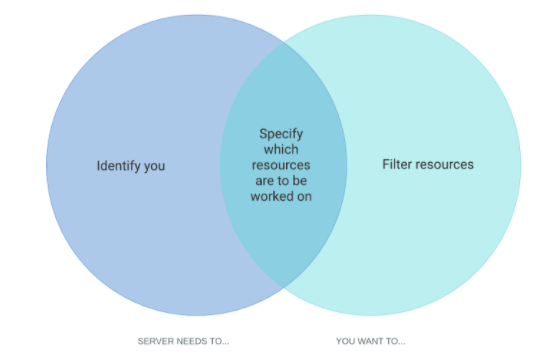 Identify you
Specify
which
resources
are to be
worked on
Filter resources
SERVER NEEDS TO...
YOU WANT TO...